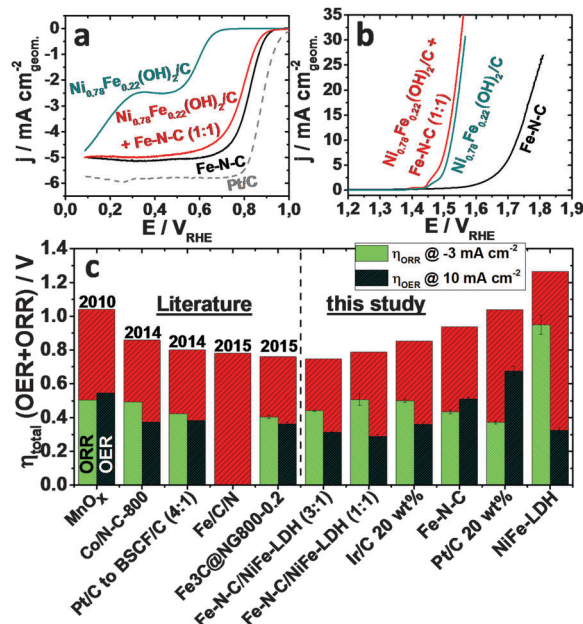 a
j / mA cm⁻²geom.
0
-1
-2
-3
-4
-5
-6
Ni0.78Fe0.22(OH)2/C
Ni0.78Fe0.22(OH)2/C
+ Fe-N-C (1:1)
Fe-N-C
Pt/C
0,0 0,2 0,4 0,6 0,8 1,0
E / VRHE
b
j / mA cm⁻²geom.
35
30
25
20
15
10
5
0
Ni0.78Fe0.22(OH)2/C +
Fe-N-C (1:1)
Ni0.78Fe0.22(OH)2/C
Fe-N-C
1,2 1,3 1,4 1,5 1,6 1,7 1,8 1,9
E / VRHE
c
ηORR @ -3 mA cm⁻²
ηOER @ 10 mA cm⁻²
ηtotal (OER+ORR) / V
1.4
1.2
1.0
0.8
0.6
0.4
0.2
0.0
Literature
this study
2010
2014
2014
2015
2015
ORR
OER
MnOx
Co/N-C-800
Pt/C to BSCF/C (4:1)
Fe/C/N
Fe3C@NG800-0.2
Fe-N-C/NiFe-LDH (3:1)
Fe-N-C/NiFe-LDH (1:1)
Ir/C 20 wt%
Fe-N-C
Pt/C 20 wt%
NiFe-LDH